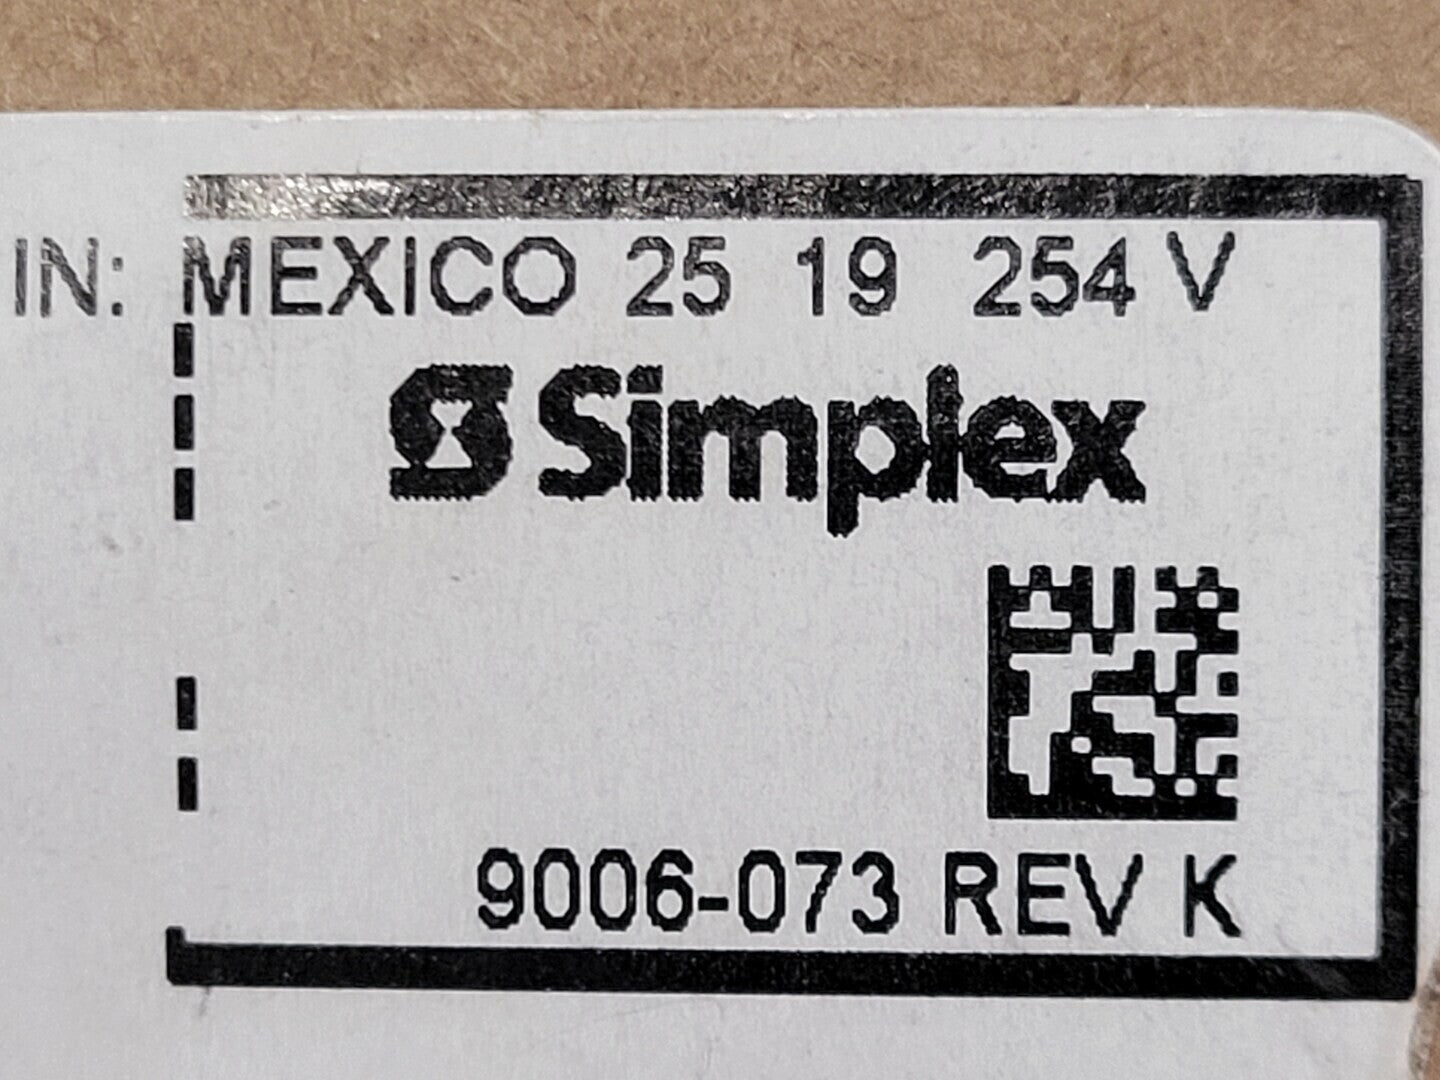 IN: MEXICO 25 19 254 V
Simplex
9006-073 REV K